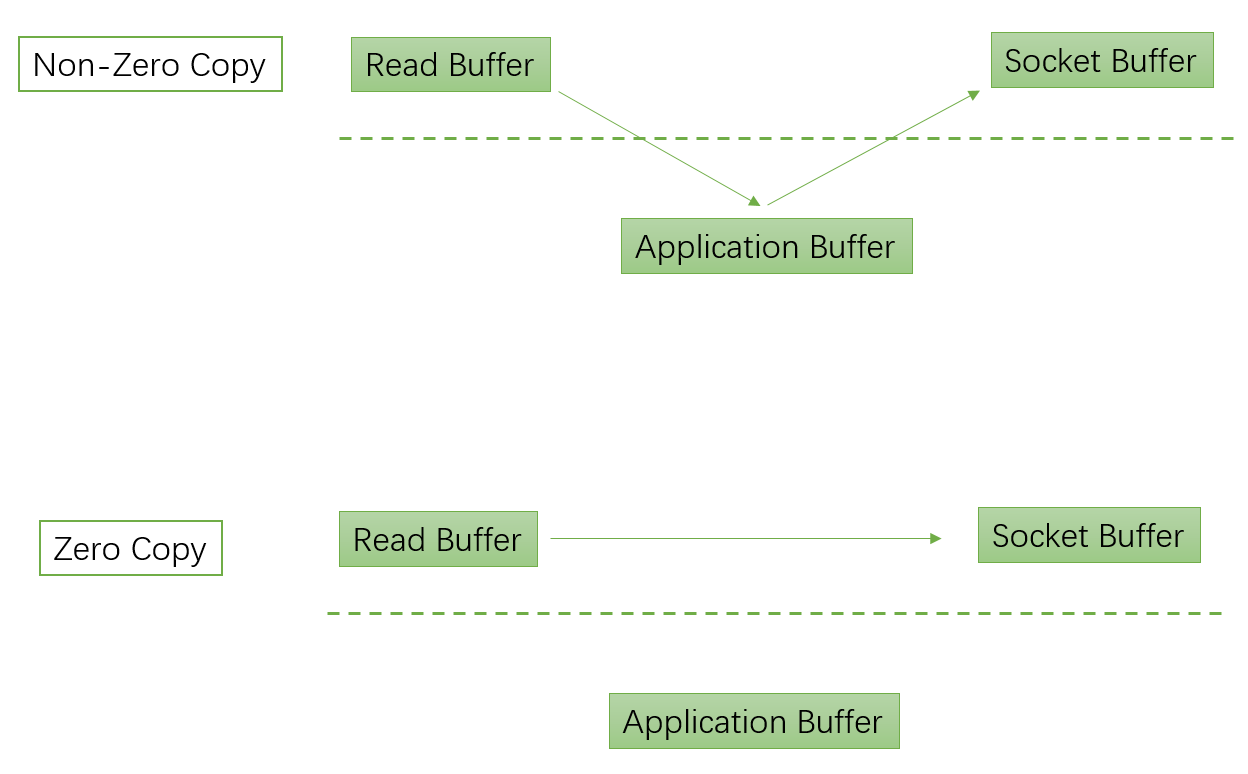 Non-Zero Copy
Read Buffer
Socket Buffer
Application Buffer
Zero Copy
Read Buffer
Socket Buffer
Application Buffer